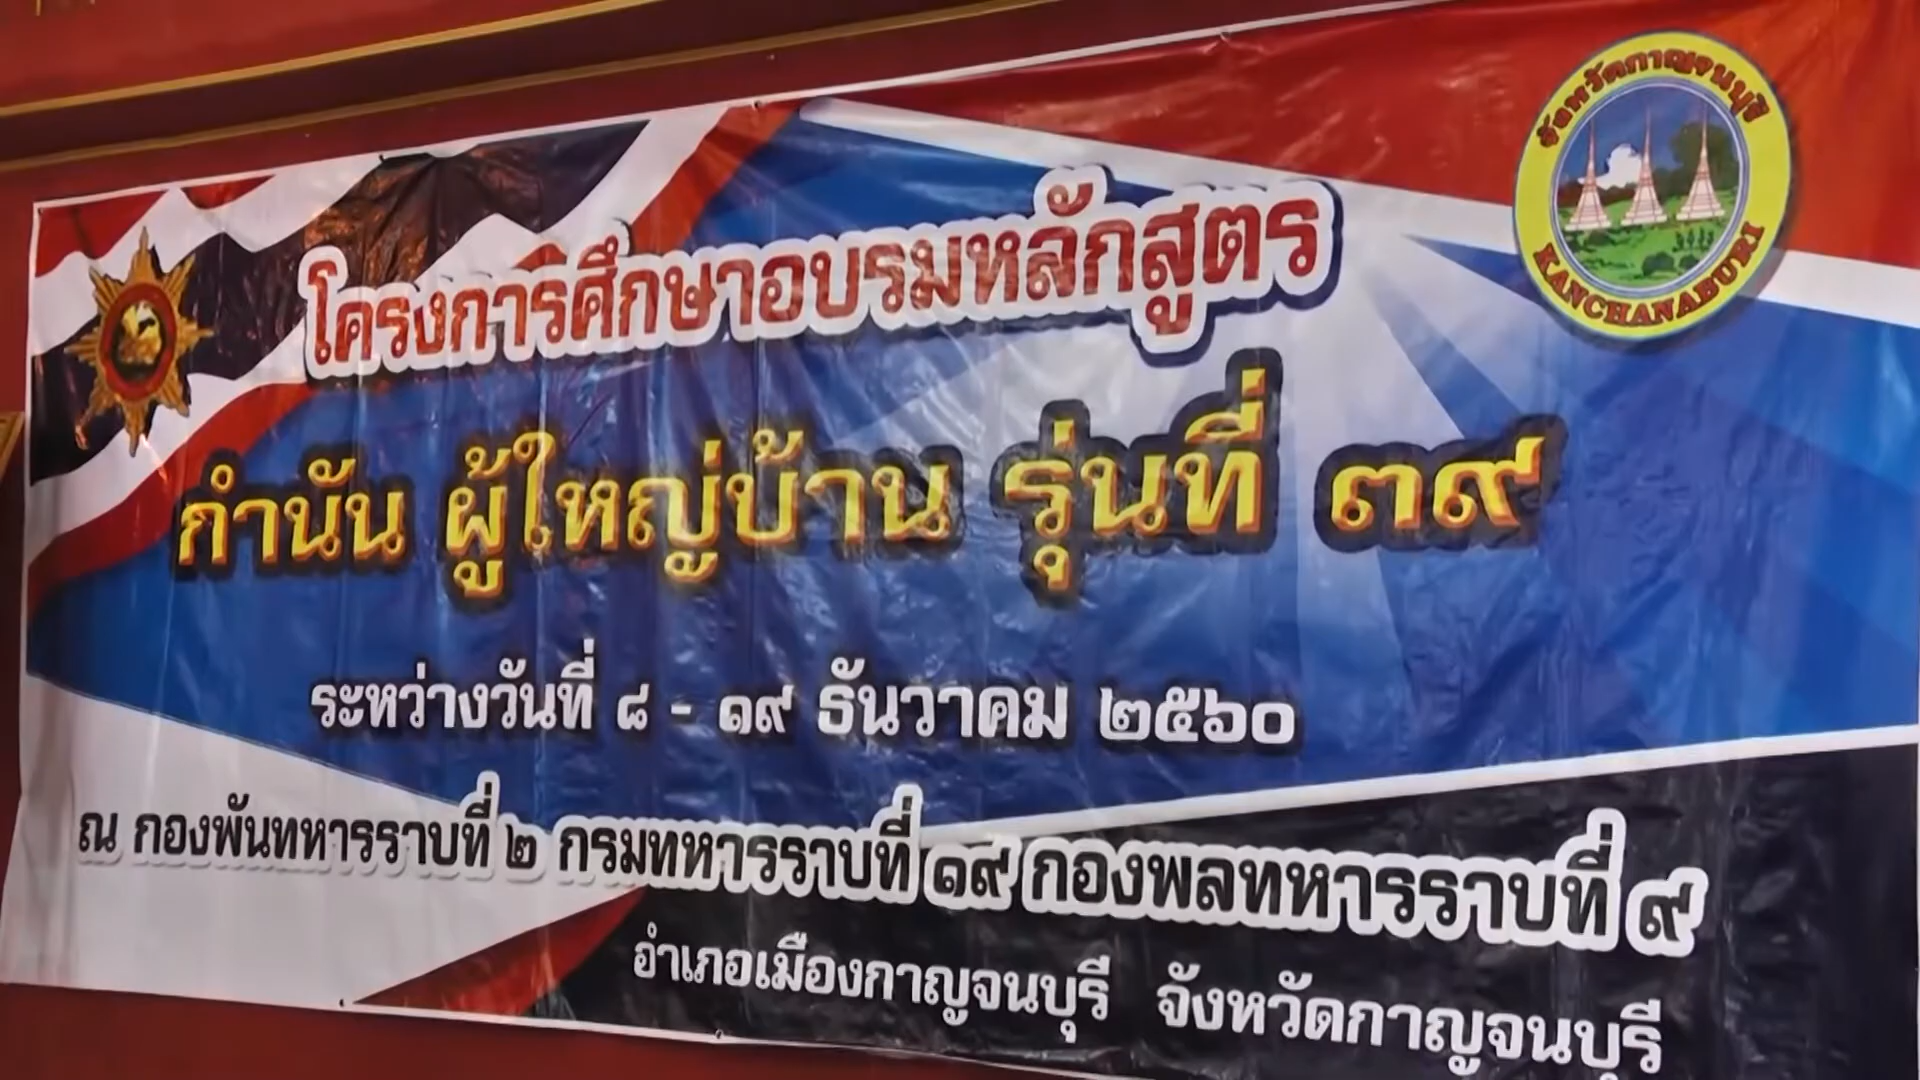 โครงการศึกษาอบรมหลักสูตร
กำนัน ผู้ใหญ่บ้าน รุ่นที่ ๓๙
ระหว่างวันที่ ๘ - ๑๙ ธันวาคม ๒๕๖๐
ณ กองพันทหารราบที่ ๒ กรมทหารราบที่ ๑๙ กองพลทหารราบที่ ๙
อำเภอเมืองกาญจนบุรี จังหวัดกาญจนบุรี
จังหวัดกาญจนบุรี
KANCHANABURI